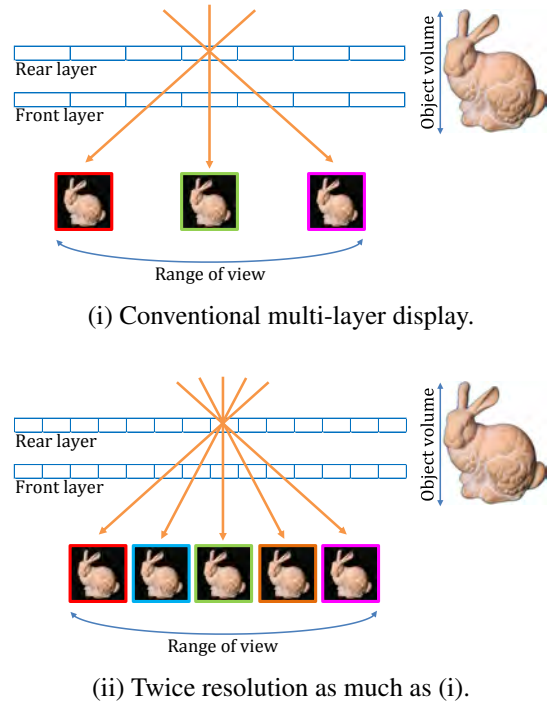 Object volume
Rear layer
Front layer
Range of view
(i) Conventional multi-layer display.
Object volume
Rear layer
Front layer
Range of view
(ii) Twice resolution as much as (i).